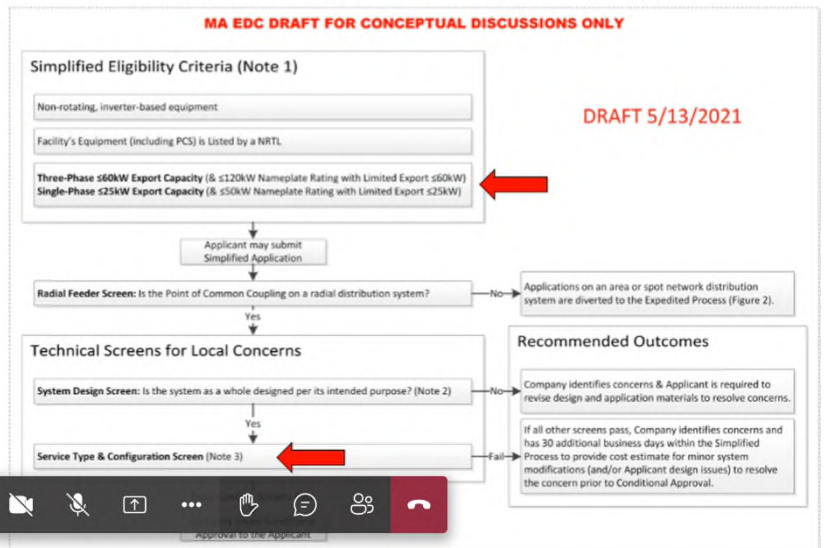 MA EDC DRAFT FOR CONCEPTUAL DISCUSSIONS ONLY
Simplified Eligibility Criteria (Note 1)
Non-rotating, inverter-based equipment
DRAFT 5/13/2021
Facility's Equipment (including PCS) is Listed by a NRTL
Three-Phase ≤60kW Export Capacity (& ≤120kW Nameplate Rating with Limited Export ≤60kW)
Single-Phase ≤25kW Export Capacity (& ≤50kW Nameplate Rating with Limited Export ≤25kW)
Applicant may submit
Simplified Application
Radial Feeder Screen: Is the Point of Common Coupling on a radial distribution system?
No
Applications on an area or spot network distribution
system are diverted to the Expedited Process (Figure 2).
Yes
Technical Screens for Local Concerns
Recommended Outcomes
System Design Screen: Is the system as a whole designed per its intended purpose? (Note 2)
No
Company identifies concerns & Applicant is required to
revise design and application materials to resolve concerns.
Yes
Service Type & Configuration Screen (Note 3)
Fail
If all other screens pass, Company identifies concerns and
has 30 additional business days within the Simplified
Process to provide cost estimate for minor system
modifications (and/or Applicant design issues) to resolve
the concern prior to Conditional Approval.
Approval to the Applicant